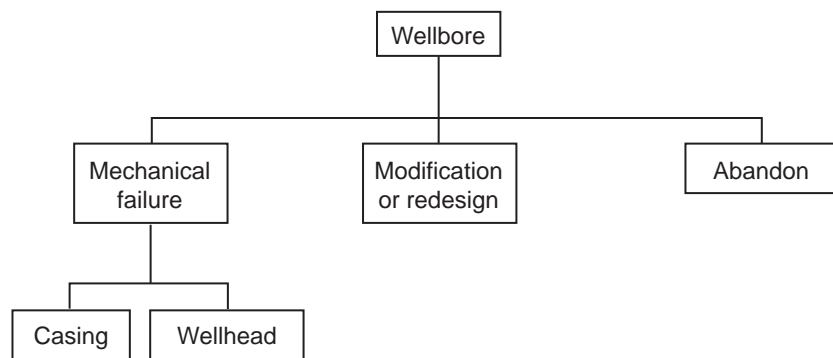 Wellbore
Mechanical
failure
Modification
or redesign
Abandon
Casing
Wellhead